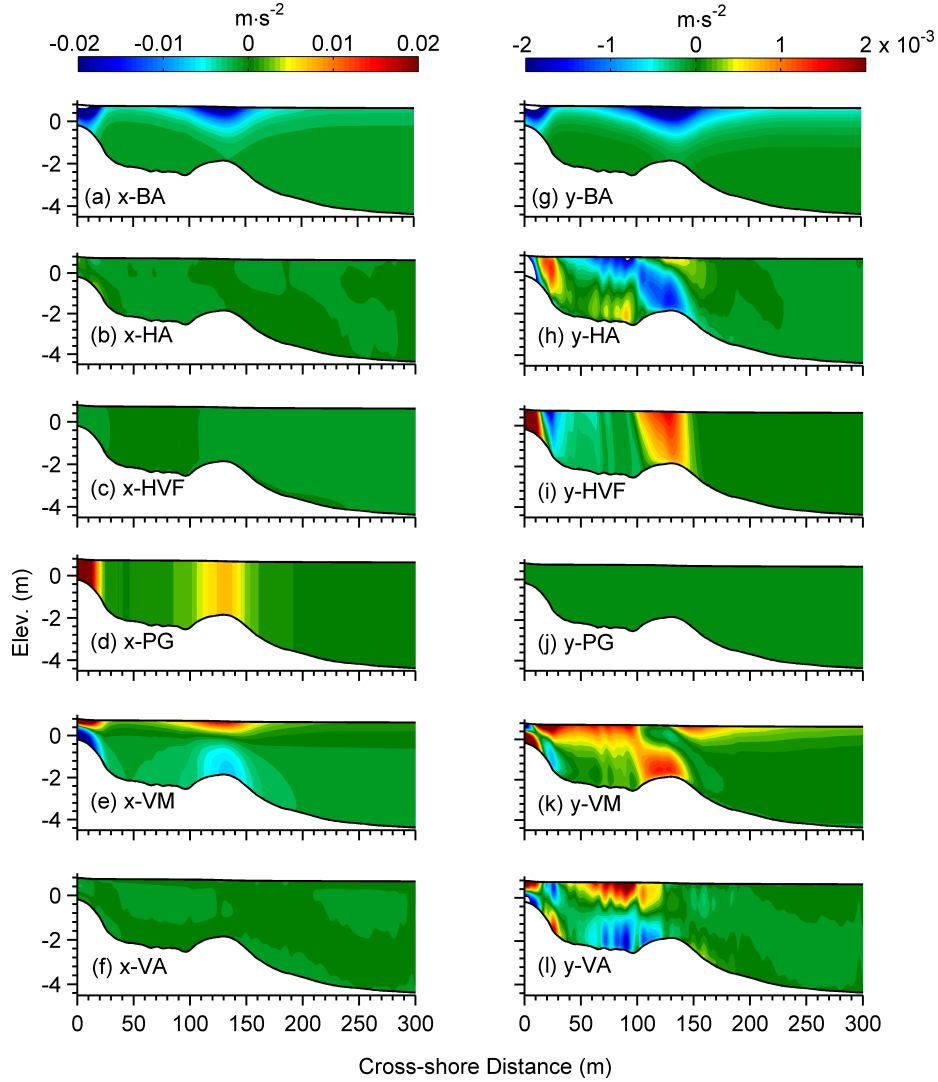 m·s-2
-0.02 -0.01 0 0.01 0.02
m·s-2
-2 -1 0 1 2 x 10-3
0
-2
-4
(a) x-BA
(g) y-BA
0
-2
-4
(b) x-HA
(h) y-HA
0
-2
-4
(c) x-HVF
(i) y-HVF
Elev. (m)
0
-2
-4
(d) x-PG
(j) y-PG
0
-2
-4
(e) x-VM
(k) y-VM
0
-2
-4
(f) x-VA
(l) y-VA
0 50 100 150 200 250 300
0 50 100 150 200 250 300
Cross-shore Distance (m)